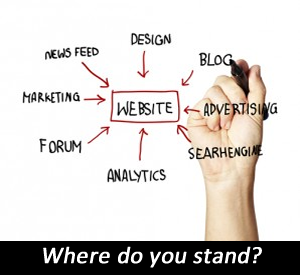 DESIGN
NEWS FEED
BLOG
MARKETING
WEBSITE
ADVERTISING
FORUM
SEARHENGINE
ANALYTICS
Where do you stand?